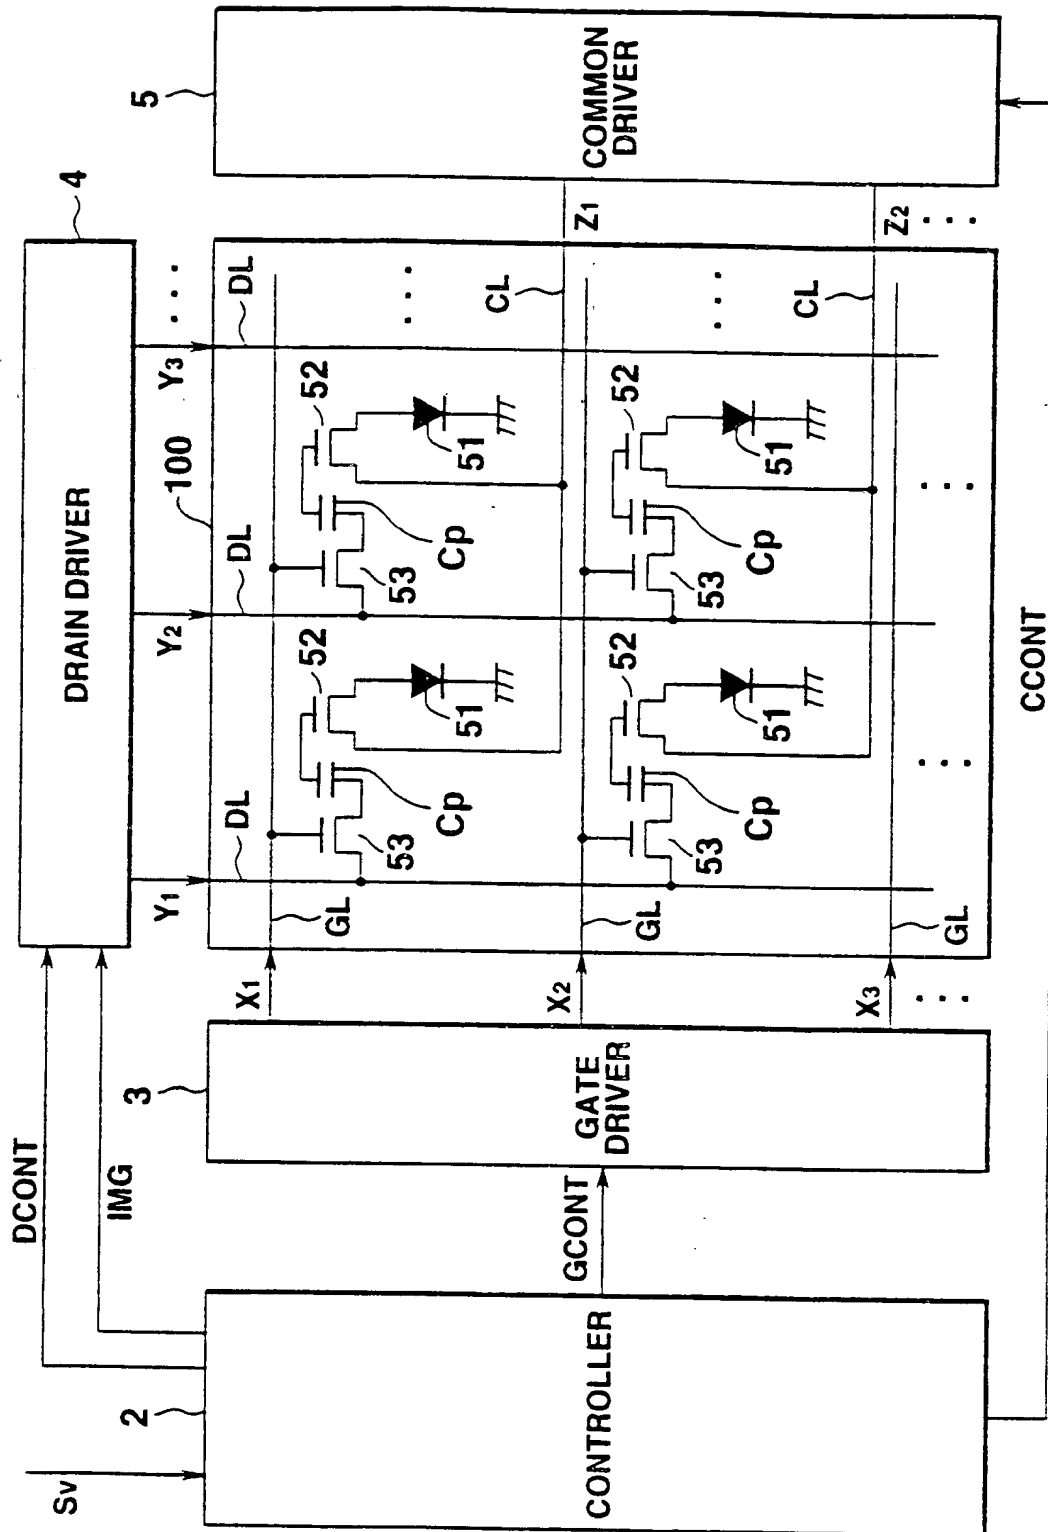 Sv
2
CONTROLLER
DCONT
IMG
GCONT
3
GATE
DRIVER
X1
X2
X3
. . .
DRAIN DRIVER
4
Y1
Y2
Y3
. . .
100
DL
DL
DL
GL
GL
GL
53
Cp
52
51
53
Cp
52
51
. . .
53
Cp
52
51
53
Cp
52
51
. . .
. . .
. . .
CL
CL
Z1
Z2
. . .
5
COMMON
DRIVER
CCONT